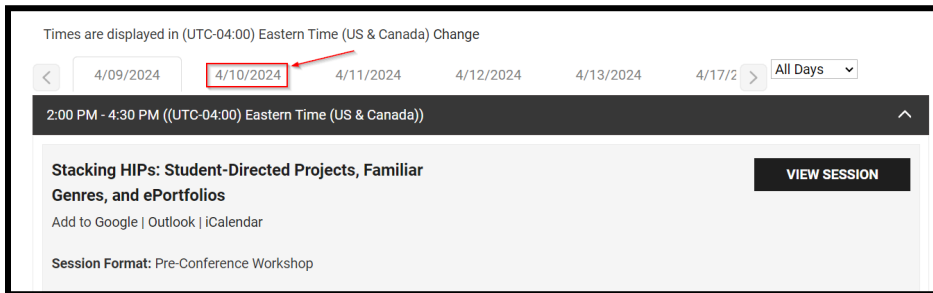 Times are displayed in (UTC-04:00) Eastern Time (US & Canada) Change
4/09/2024 4/10/2024 4/11/2024 4/12/2024 4/13/2024 4/17/2 All Days
2:00 PM - 4:30 PM ((UTC-04:00) Eastern Time (US & Canada))
Stacking HIPs: Student-Directed Projects, Familiar
Genres, and ePortfolios
VIEW SESSION
Add to Google | Outlook | iCalendar
Session Format: Pre-Conference Workshop